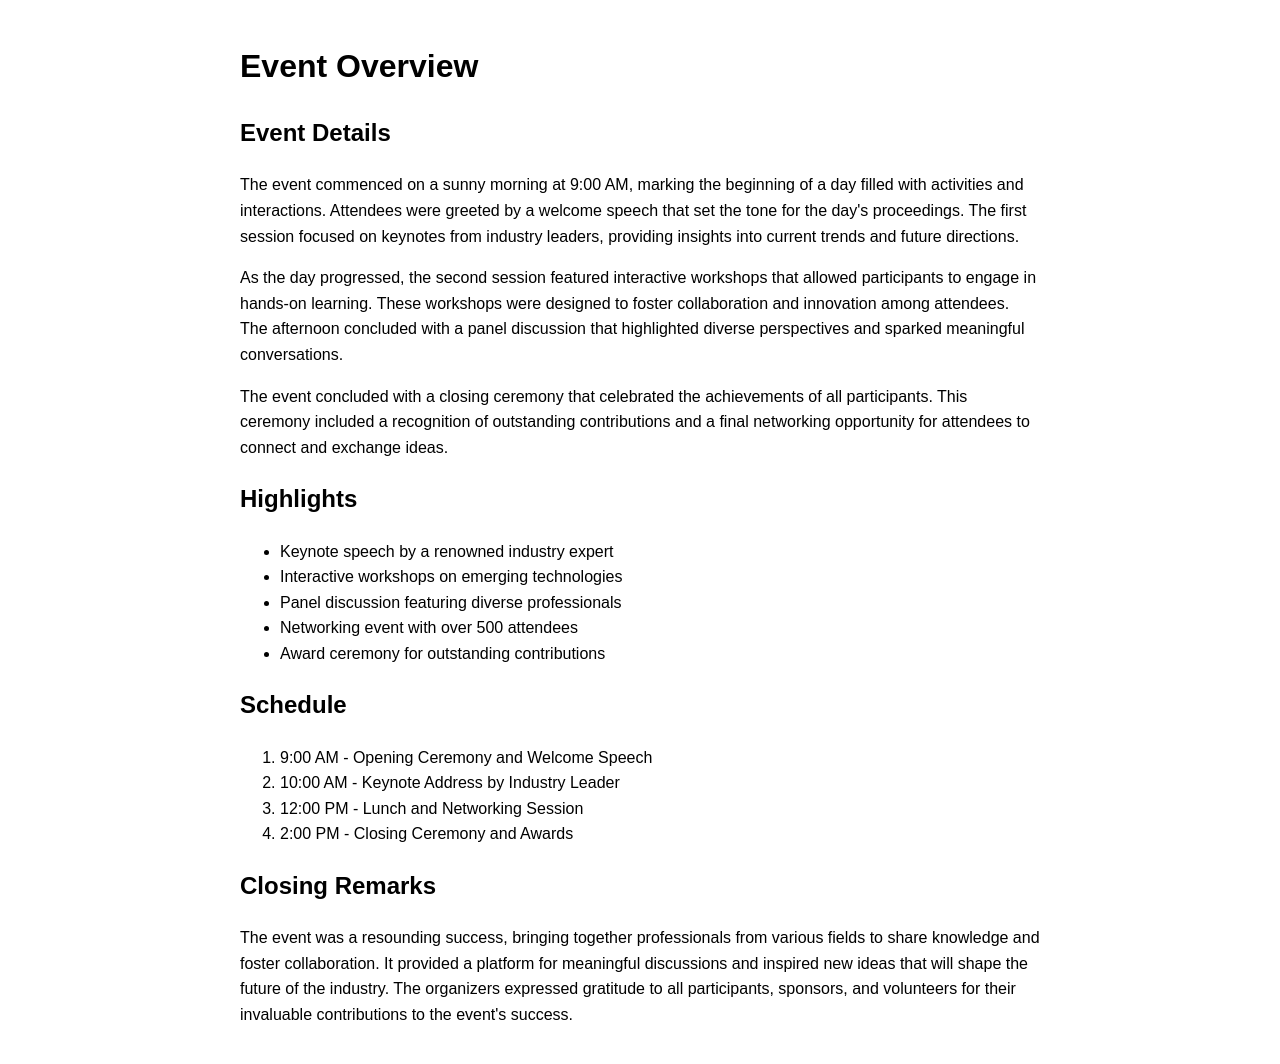 Event Overview
Event Details
The event commenced on a sunny morning at 9:00 AM, marking the beginning of a day filled with activities and
interactions. Attendees were greeted by a welcome speech that set the tone for the day's proceedings. The first
session focused on keynotes from industry leaders, providing insights into current trends and future directions.
As the day progressed, the second session featured interactive workshops that allowed participants to engage in
hands-on learning. These workshops were designed to foster collaboration and innovation among attendees.
The afternoon concluded with a panel discussion that highlighted diverse perspectives and sparked meaningful
conversations.
The event concluded with a closing ceremony that celebrated the achievements of all participants. This
ceremony included a recognition of outstanding contributions and a final networking opportunity for attendees to
connect and exchange ideas.
Highlights
• Keynote speech by a renowned industry expert
• Interactive workshops on emerging technologies
• Panel discussion featuring diverse professionals
• Networking event with over 500 attendees
• Award ceremony for outstanding contributions
Schedule
1. 9:00 AM - Opening Ceremony and Welcome Speech
2. 10:00 AM - Keynote Address by Industry Leader
3. 12:00 PM - Lunch and Networking Session
4. 2:00 PM - Closing Ceremony and Awards
Closing Remarks
The event was a resounding success, bringing together professionals from various fields to share knowledge and
foster collaboration. It provided a platform for meaningful discussions and inspired new ideas that will shape the
future of the industry. The organizers expressed gratitude to all participants, sponsors, and volunteers for their
invaluable contributions to the event's success.